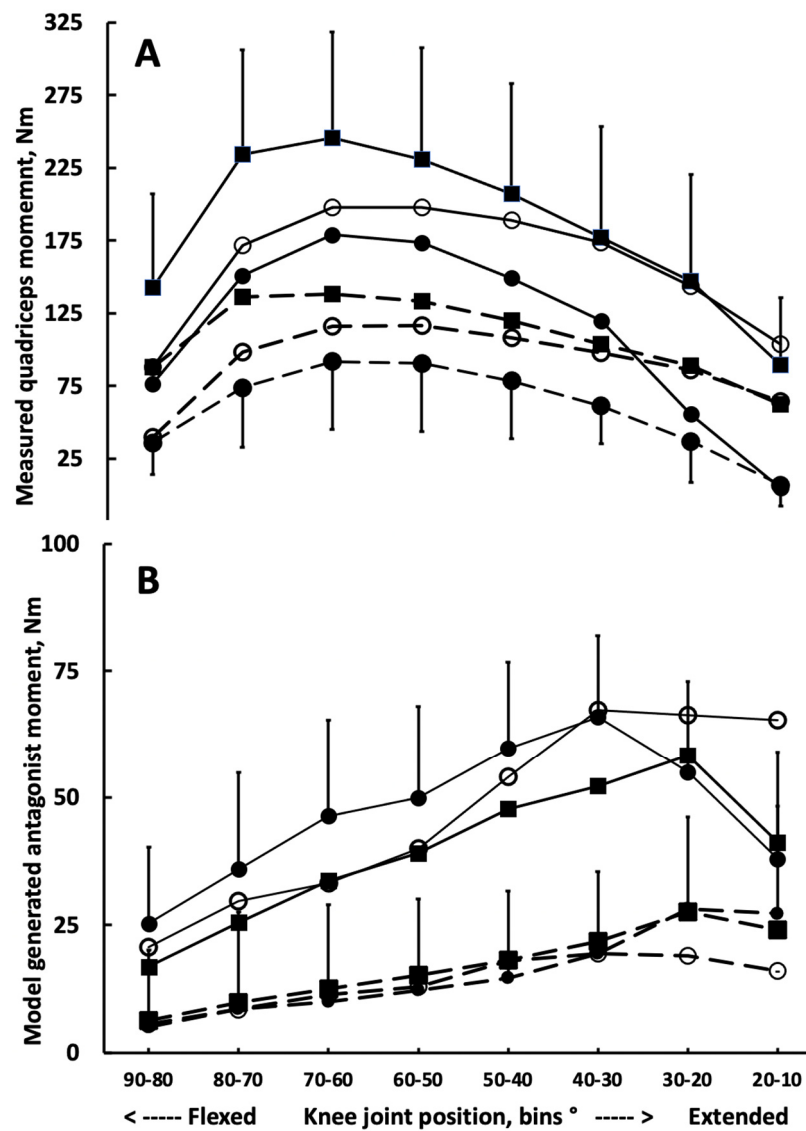 A
325
275
225
175
125
75
25
Measured quadriceps momemnt, Nm
B
100
75
50
25
0
Model generated antagonist moment, Nm
90-80 80-70 70-60 60-50 50-40 40-30 30-20 20-10
< ----- Flexed Knee joint position, bins ° ----- > Extended